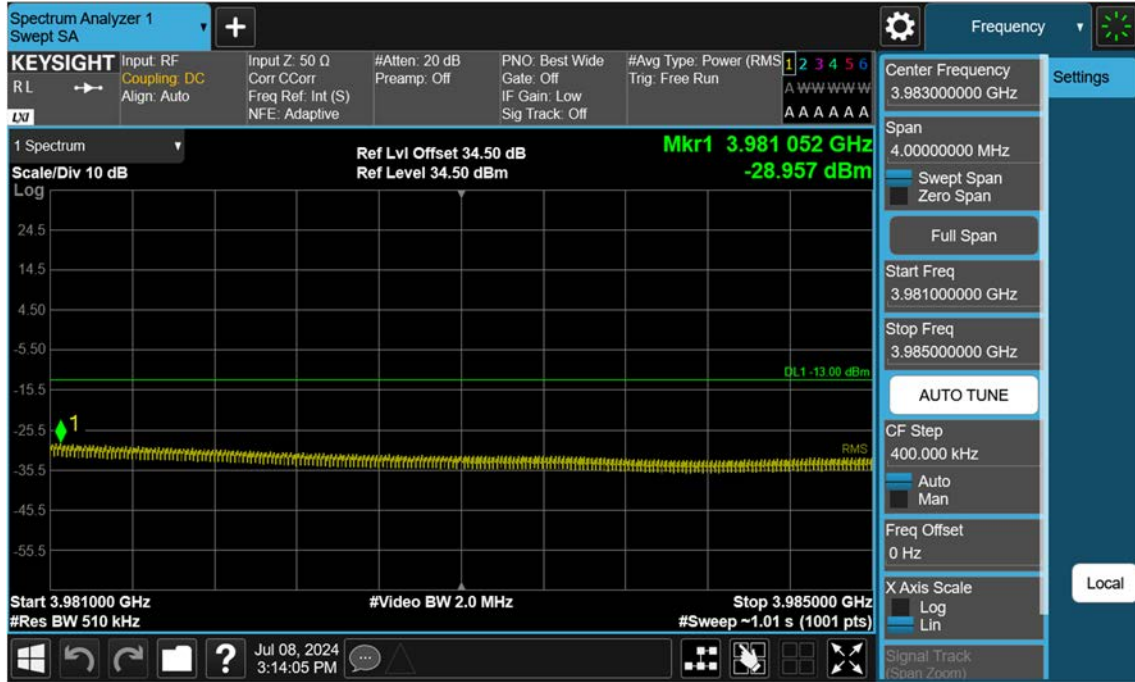 Spectrum Analyzer 1
Swept SA
Frequency
KEYSIGHT
R L
LXI
Input: RF
Coupling: DC
Align: Auto
Input Z: 50 Ω
Corr CCorr
Freq Ref: Int (S)
NFE: Adaptive
#Atten: 20 dB
Preamp: Off
PNO: Best Wide
Gate: Off
IF Gain: Low
Sig Track: Off
#Avg Type: Power (RMS
Trig: Free Run
1 2 3 4 5 6
A W W W W W
A A A A A A
1 Spectrum
Scale/Div 10 dB
Ref Lvl Offset 34.50 dB
Ref Level 34.50 dBm
Mkr1 3.981 052 GHz
-28.957 dBm
Log
24.5
14.5
4.50
-5.50
-15.5
-25.5
-35.5
-45.5
-55.5
DL1 -13.00 dBm
1
RMS
Start 3.981000 GHz
#Res BW 510 kHz
#Video BW 2.0 MHz
Stop 3.985000 GHz
#Sweep ~1.01 s (1001 pts)
?
Jul 08, 2024
3:14:05 PM
Center Frequency
3.983000000 GHz
Span
4.00000000 MHz
Swept Span
Zero Span
Full Span
Start Freq
3.981000000 GHz
Stop Freq
3.985000000 GHz
AUTO TUNE
CF Step
400.000 kHz
Auto
Man
Freq Offset
0 Hz
X Axis Scale
Log
Lin
Signal Track
(Span Zoom)
Settings
Local